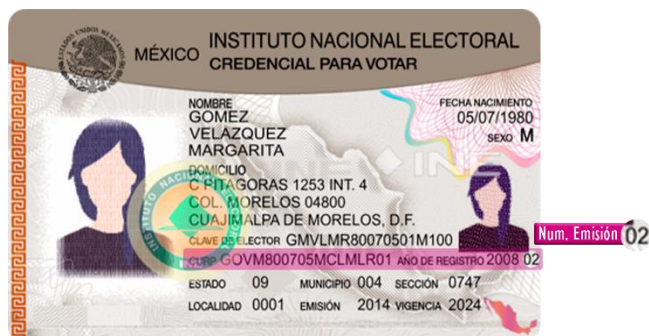 MÉXICO INSTITUTO NACIONAL ELECTORAL
CREDENCIAL PARA VOTAR
NOMBRE FECHA NACIMIENTO
GOMEZ 05/07/1980
VELAZQUEZ SEXO M
MARGARITA
DOMICILIO
C PITAGORAS 1253 INT. 4
COL. MORELOS 04800
CUAJIMALPA DE MORELOS, D.F.
CLAVE DE ELECTOR GMVLMR80070501M100 Num. Emisión 02
CURP GOVM800705MCLMLR01 AÑO DE REGISTRO 2008 02
ESTADO 09 MUNICIPIO 004 SECCIÓN 0747
LOCALIDAD 0001 EMISIÓN 2014 VIGENCIA 2024